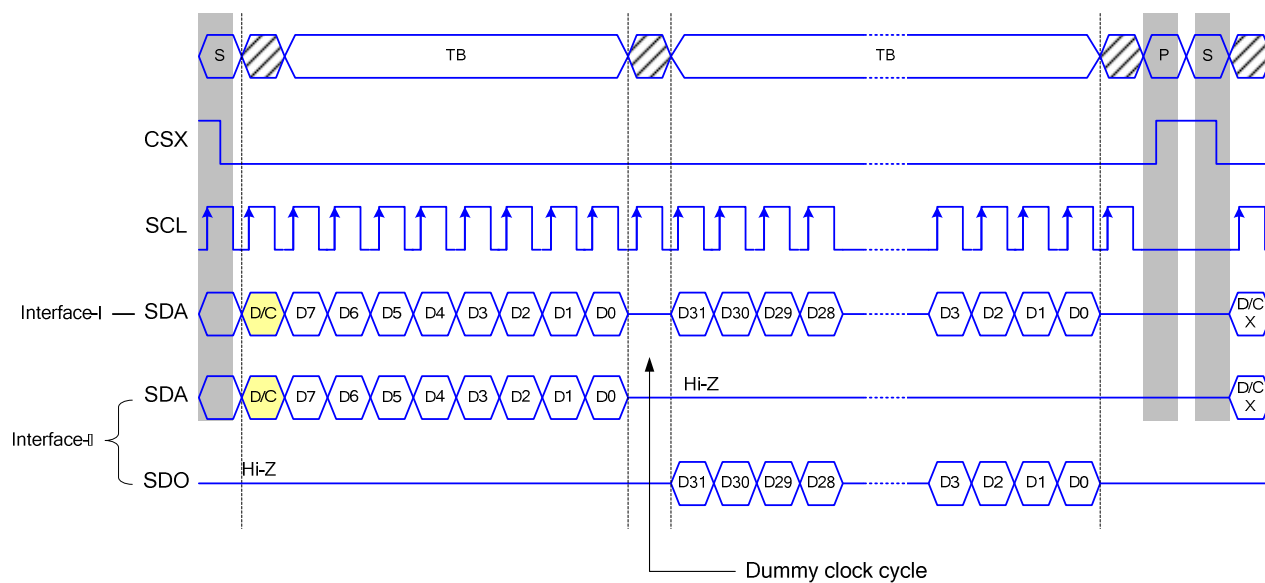 S TB TB P S
CSX
SCL
Interface-I SDA D/C D7 D6 D5 D4 D3 D2 D1 D0 D31 D30 D29 D28 D3 D2 D1 D0 D/C X
SDA D/C D7 D6 D5 D4 D3 D2 D1 D0 Hi-Z D/C X
Interface-▯
SDO Hi-Z D31 D30 D29 D28 D3 D2 D1 D0
Dummy clock cycle